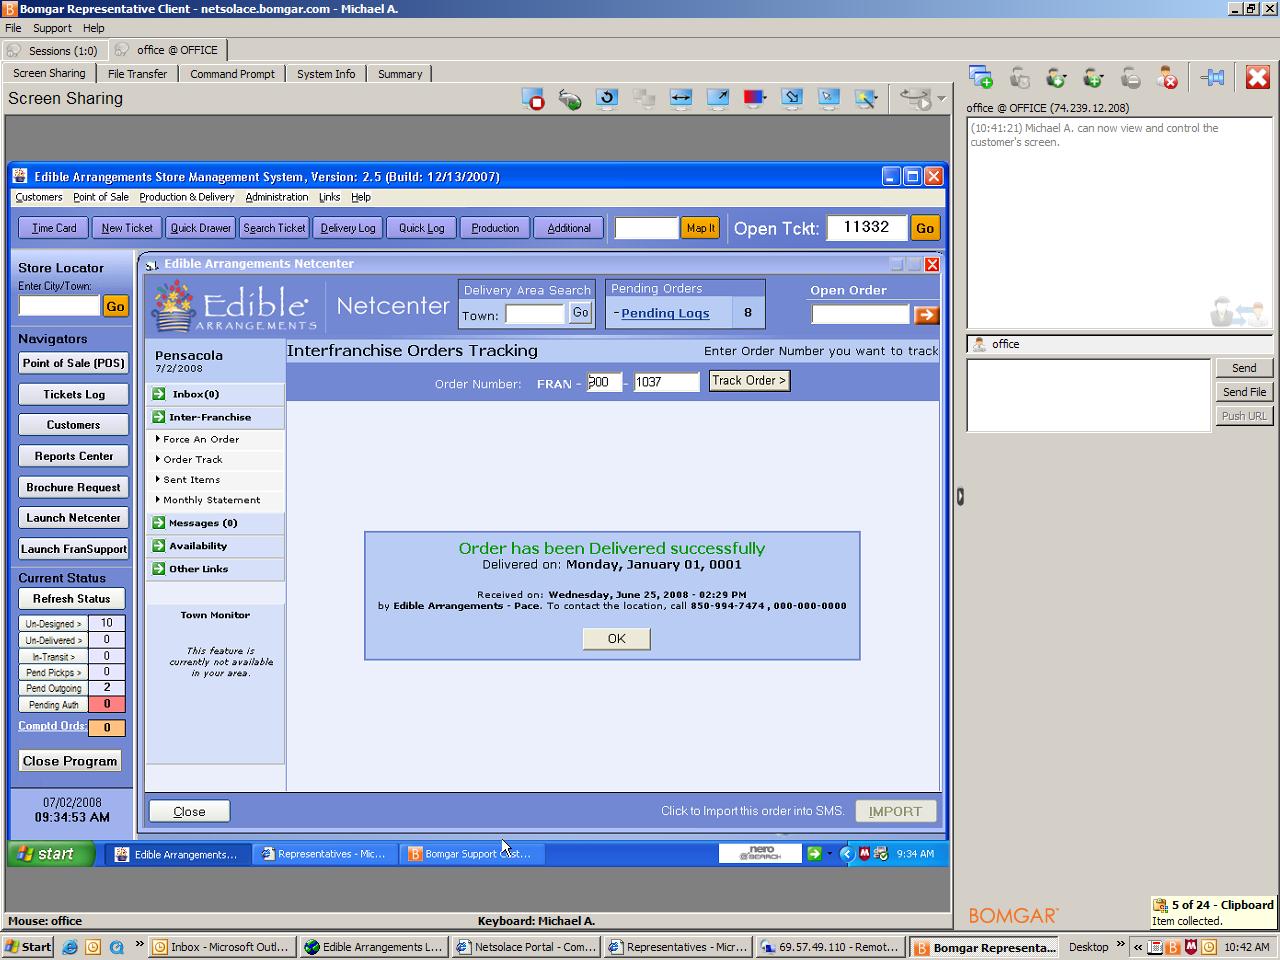 Bomgar Representative Client - netsolace.bomgar.com - Michael A.
File Support Help
Sessions (1:0) office @ OFFICE
Screen Sharing File Transfer Command Prompt System Info Summary
Screen Sharing
office @ OFFICE (74.239.12.208)
(10:41:21) Michael A. can now view and control the
customer's screen.
office
Send
Send File
Push URL
Edible Arrangements Store Management System, Version: 2.5 (Build: 12/13/2007)
Customers Point of Sale Production & Delivery Administration Links Help
Time Card New Ticket Quick Drawer Search Ticket Delivery Log Quick Log Production Additional Map It Open Tckt: 11332 Go
Store Locator
Enter City/Town:
Go
Navigators
Point of Sale (POS)
Tickets Log
Customers
Reports Center
Brochure Request
Launch Netcenter
Launch FranSupport
Current Status
Refresh Status
Un-Designed > 10
Un-Delivered > 0
In-Transit > 0
Pend Pickps > 0
Pend Outgoing 2
Pending Auth 0
Comptd Ords: 0
Close Program
07/02/2008
09:34:53 AM
Edible Arrangements Netcenter
Edible
ARRANGEMENTS
Netcenter
Delivery Area Search
Town: Go
Pending Orders
- Pending Logs 8
Open Order
Pensacola
7/2/2008
Inbox(0)
Inter-Franchise
Force An Order
Order Track
Sent Items
Monthly Statement
Messages (0)
Availability
Other Links
Town Monitor
This feature is
currently not available
in your area.
Interfranchise Orders Tracking Enter Order Number you want to track
Order Number: FRAN - 900 - 1037 Track Order >
Order has been Delivered successfully
Delivered on: Monday, January 01, 0001
Received on: Wednesday, June 25, 2008 - 02:29 PM
by Edible Arrangements - Pace. To contact the location, call 850-994-7474 , 000-000-0000
OK
Close Click to Import this order into SMS. IMPORT
start Edible Arrangements... Representatives - Mic... Bomgar Support nero SEARCH 9:34 AM
Mouse: office Keyboard: Michael A.
BOMGAR
5 of 24 - Clipboard
Item collected.
Start Inbox - Microsoft Outl... Edible Arrangements L... Netsolace Portal - Com... Representatives - Micr... 69.57.49.110 - Remot... Bomgar Representa... Desktop 10:42 AM